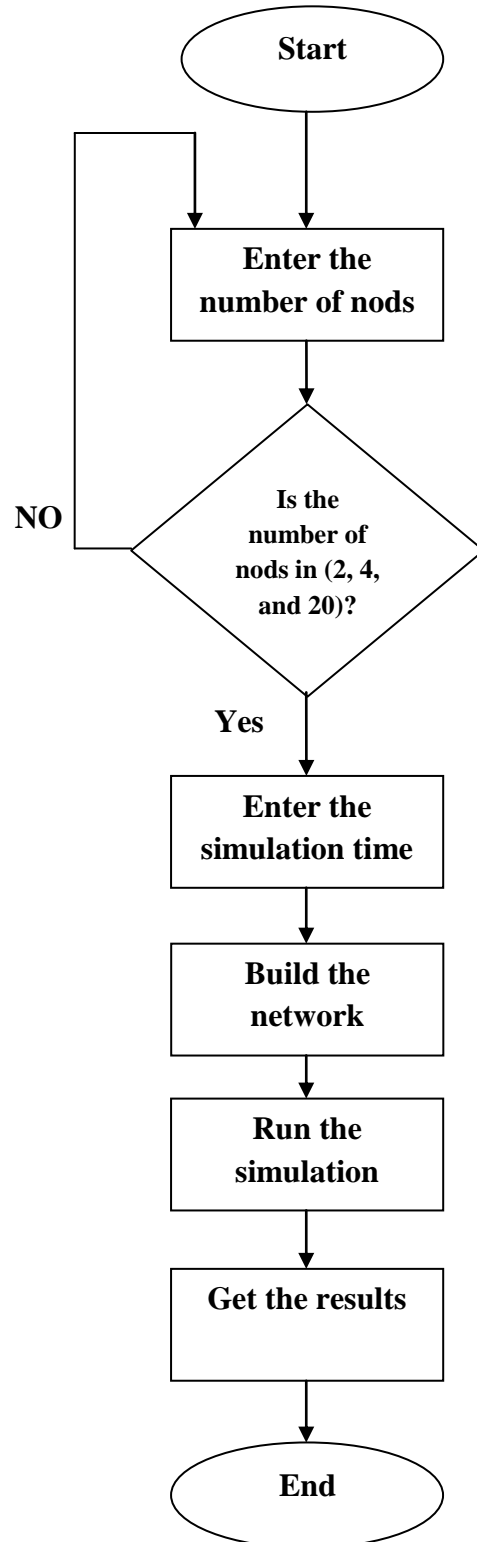 Start
Enter the
number of nods
Is the
number of
nods in (2, 4,
and 20)?
NO
Yes
Enter the
simulation time
Build the
network
Run the
simulation
Get the results
End